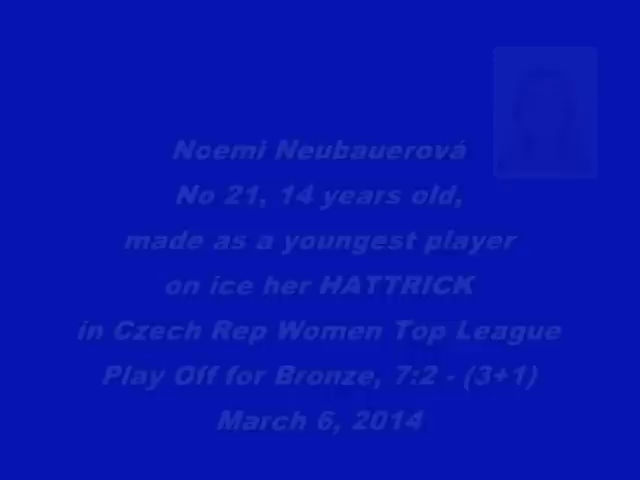 Noemi Neubauerová
No 21, 14 years old,
made as a youngest player
on ice her HATTRICK
in Czech Rep Women Top League
Play Off for Bronze, 7:2 - (3+1)
March 6, 2014